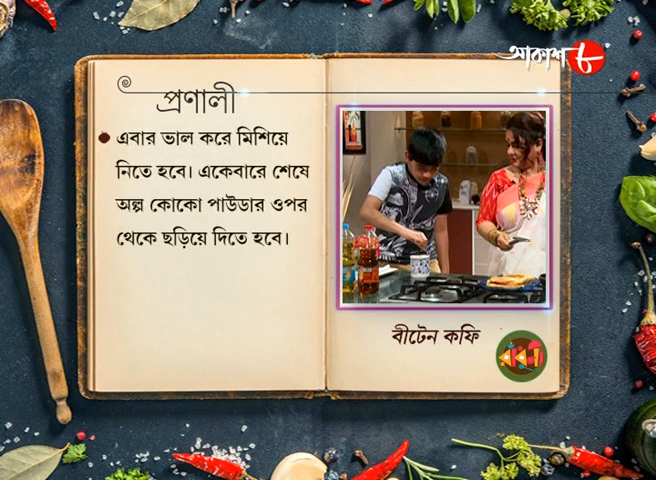 আকাশ ৮
প্রণালী
এবার ভাল করে মিশিয়ে
নিতে হবে। একেবারে শেষে
অল্প কোকো পাউডার ওপর
থেকে ছড়িয়ে দিতে হবে।
বীটেন কফি